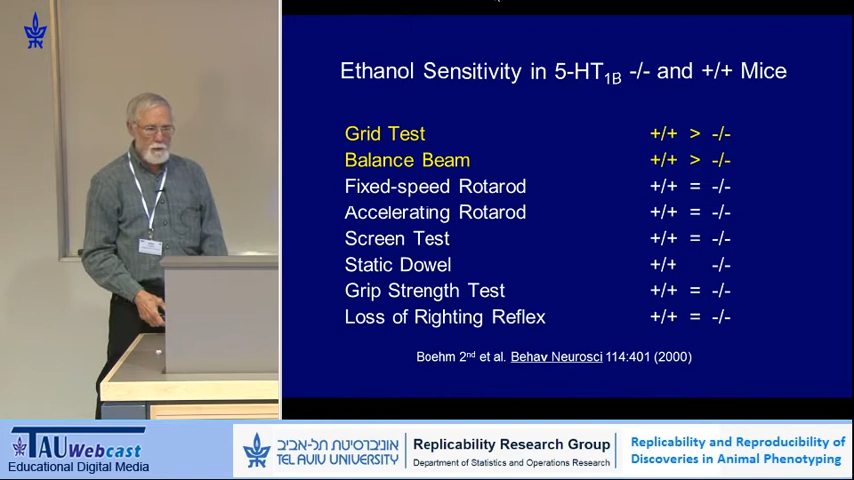 Ethanol Sensitivity in 5-HT1B -/- and +/+ Mice
Grid Test +/+ > -/-
Balance Beam +/+ > -/-
Fixed-speed Rotarod +/+ = -/-
Accelerating Rotarod +/+ = -/-
Screen Test +/+ = -/-
Static Dowel +/+ -/-
Grip Strength Test +/+ = -/-
Loss of Righting Reflex +/+ = -/-
Boehm 2nd et al. Behav Neurosci 114:401 (2000)
TAU Webcast
Educational Digital Media
אוניברסיטת תל-אביב
TEL AVIV UNIVERSITY
Replicability Research Group
Department of Statistics and Operations Research
Replicability and Reproducibility of
Discoveries in Animal Phenotyping